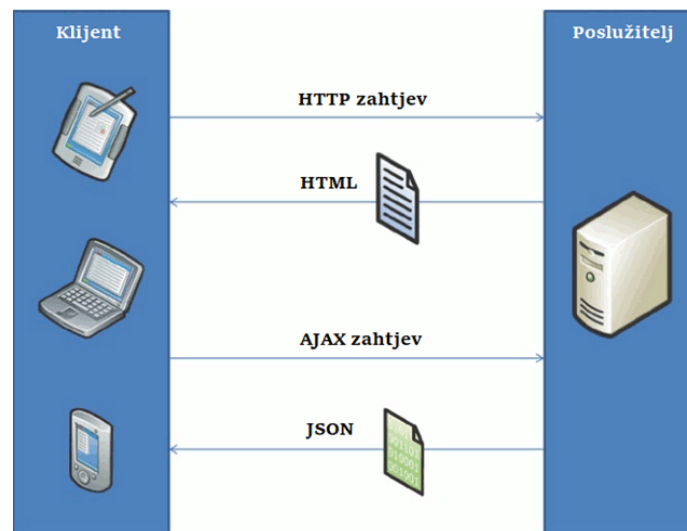 Klijent
Poslužitelj
HTTP zahtjev
HTML
AJAX zahtjev
JSON